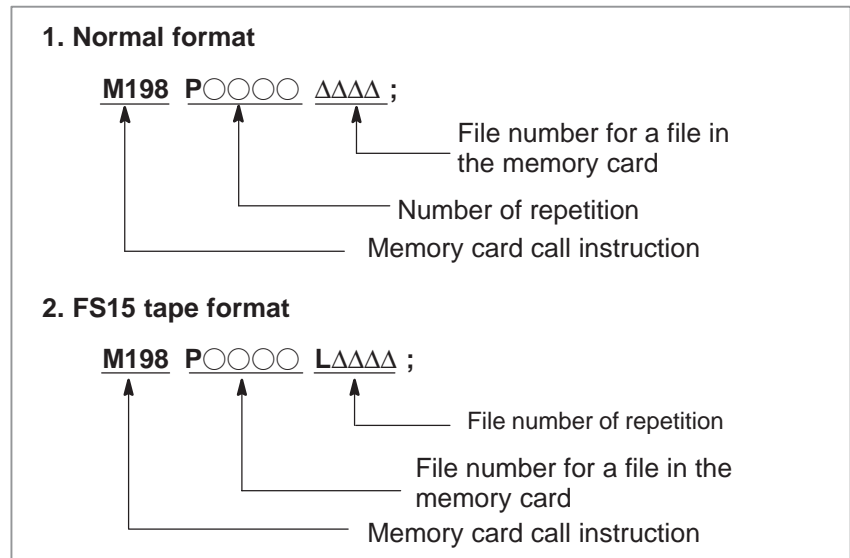 1. Normal format
M198 P○○○○ ΔΔΔΔ ;
File number for a file in
the memory card
Number of repetition
Memory card call instruction
2. FS15 tape format
M198 P○○○○ LΔΔΔΔ ;
File number of repetition
File number for a file in the
memory card
Memory card call instruction